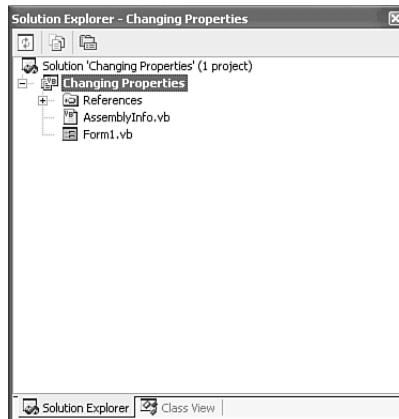 Solution Explorer - Changing Properties
Solution 'Changing Properties' (1 project)
Changing Properties
References
AssemblyInfo.vb
Form1.vb
Solution Explorer Class View